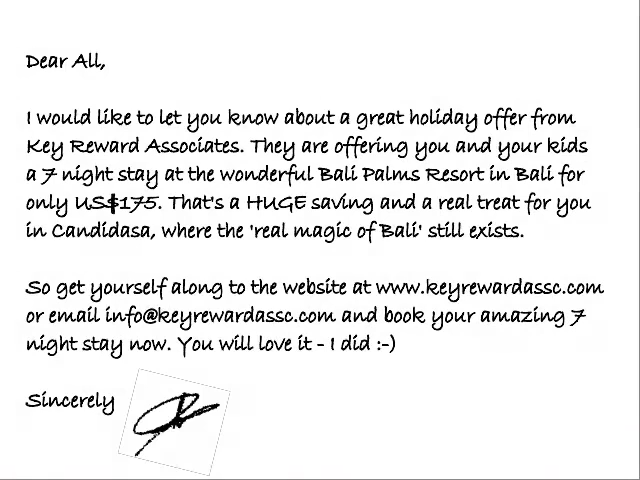 Dear All,
I would like to let you know about a great holiday offer from
Key Reward Associates. They are offering you and your kids
a 7 night stay at the wonderful Bali Palms Resort in Bali for
only US$175. That's a HUGE saving and a real treat for you
in Candidasa, where the 'real magic of Bali' still exists.
So get yourself along to the website at www.keyrewardassc.com
or email info@keyrewardassc.com and book your amazing 7
night stay now. You will love it - I did :-)
Sincerely